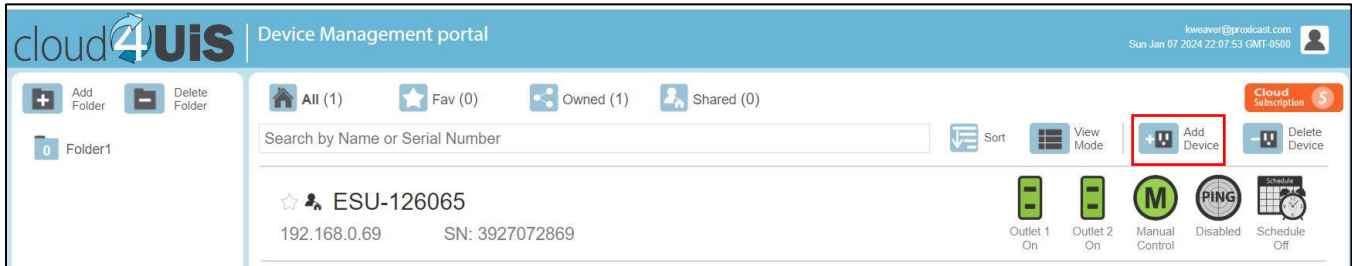 cloud4UiS
Device Management portal
kweaver@proxicast.com
Sun Jan 07 2024 22:07:53 GMT-0500
Add
Folder
Delete
Folder
0 Folder1
All (1)
Fav (0)
Owned (1)
Shared (0)
Cloud
Subscription $
Search by Name or Serial Number
Sort
View
Mode
Add
Device
Delete
Device
ESU-126065
192.168.0.69 SN: 3927072869
Outlet 1
On
Outlet 2
On
M
Manual
Control
PING
Disabled
Schedule
Schedule
Off